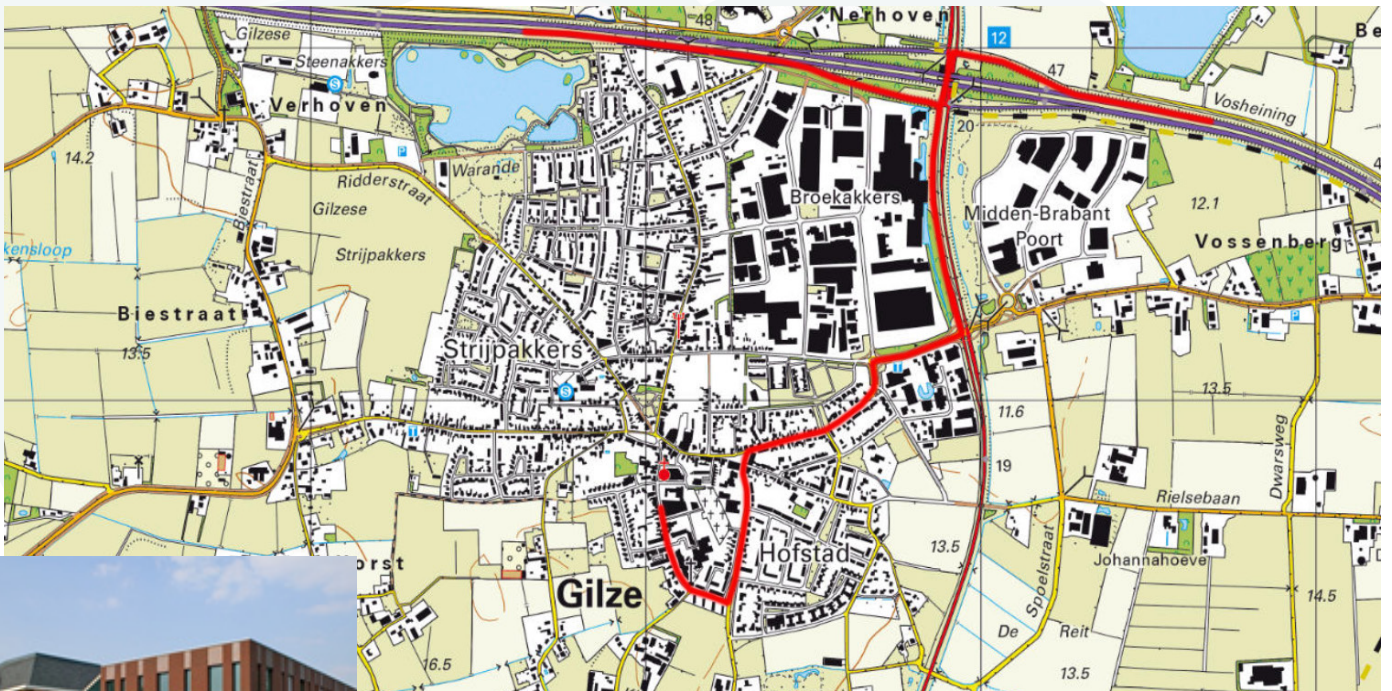 Nerhoven
48
Gilzese
Steenakkers
S
12
47
Be
Verhoven
Vosheining
14.2
20
4
P
Warande
Ridderstraat
Broekakkers
Biestraat
Gilzese
Midden-Brabant
Poort
12.1
kensloop
Strijpakkers
Vossenberg
Biestraat
P
13.5
Strijpakkers
T
S
13.5
11.6
T
Dwarsweg
19
Rielsebaan
Hofstad
13.5
Johannahoeve
orst
Gilze
Spoelstraat
14.5
De Reit
16.5
13.5